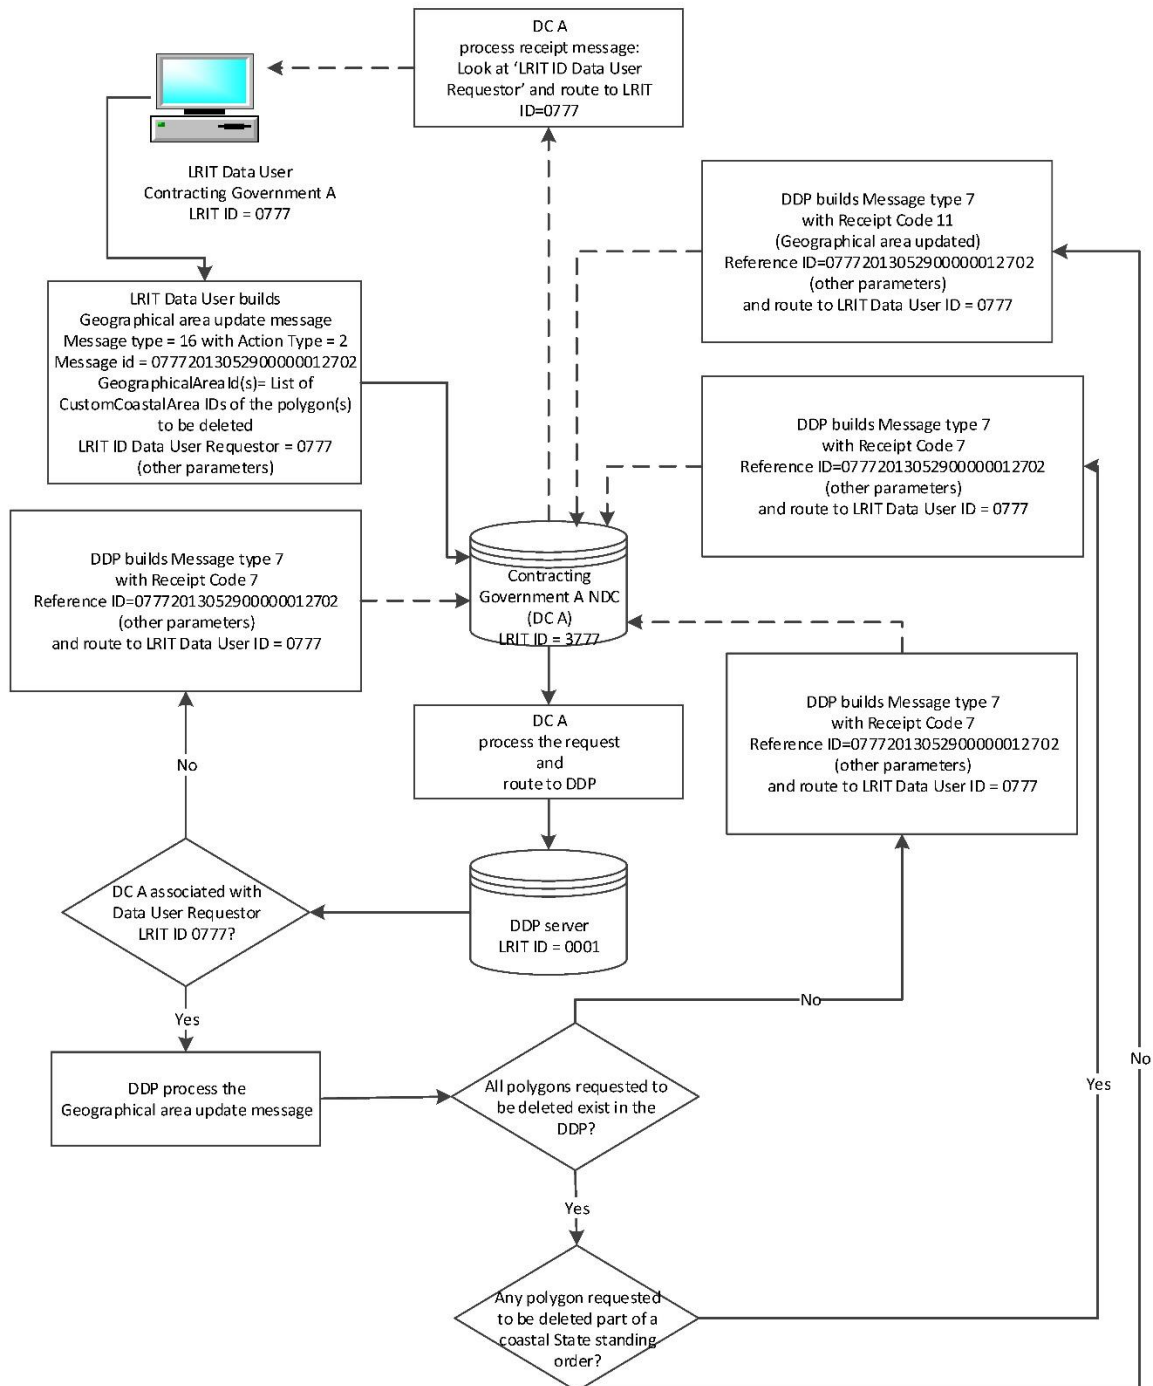 DC A
process receipt message:
Look at ‘LRIT ID Data User
Requestor’ and route to LRIT
ID=0777
LRIT Data User
Contracting Government A
LRIT ID = 0777
DDP builds Message type 7
with Receipt Code 11
(Geographical area updated)
Reference ID=07772013052900000012702
(other parameters)
and route to LRIT Data User ID = 0777
LRIT Data User builds
Geographical area update message
Message type = 16 with Action Type = 2
Message id = 07772013052900000012702
GeographicalAreaId(s)= List of
CustomCoastalArea IDs of the polygon(s)
to be deleted
LRIT ID Data User Requestor = 0777
(other parameters)
DDP builds Message type 7
with Receipt Code 7
Reference ID=07772013052900000012702
(other parameters)
and route to LRIT Data User ID = 0777
DDP builds Message type 7
with Receipt Code 7
Reference ID=07772013052900000012702
(other parameters)
and route to LRIT Data User ID = 0777
Contracting
Government A NDC
(DC A)
LRIT ID = 3777
DDP builds Message type 7
with Receipt Code 7
Reference ID=07772013052900000012702
(other parameters)
and route to LRIT Data User ID = 0777
DC A
process the request
and
route to DDP
No
DC A associated with
Data User Requestor
LRIT ID 0777?
DDP server
LRIT ID = 0001
No
Yes
DDP process the
Geographical area update message
All polygons requested to
be deleted exist in the
DDP?
No
Yes
Yes
Any polygon requested
to be deleted part of a
coastal State standing
order?